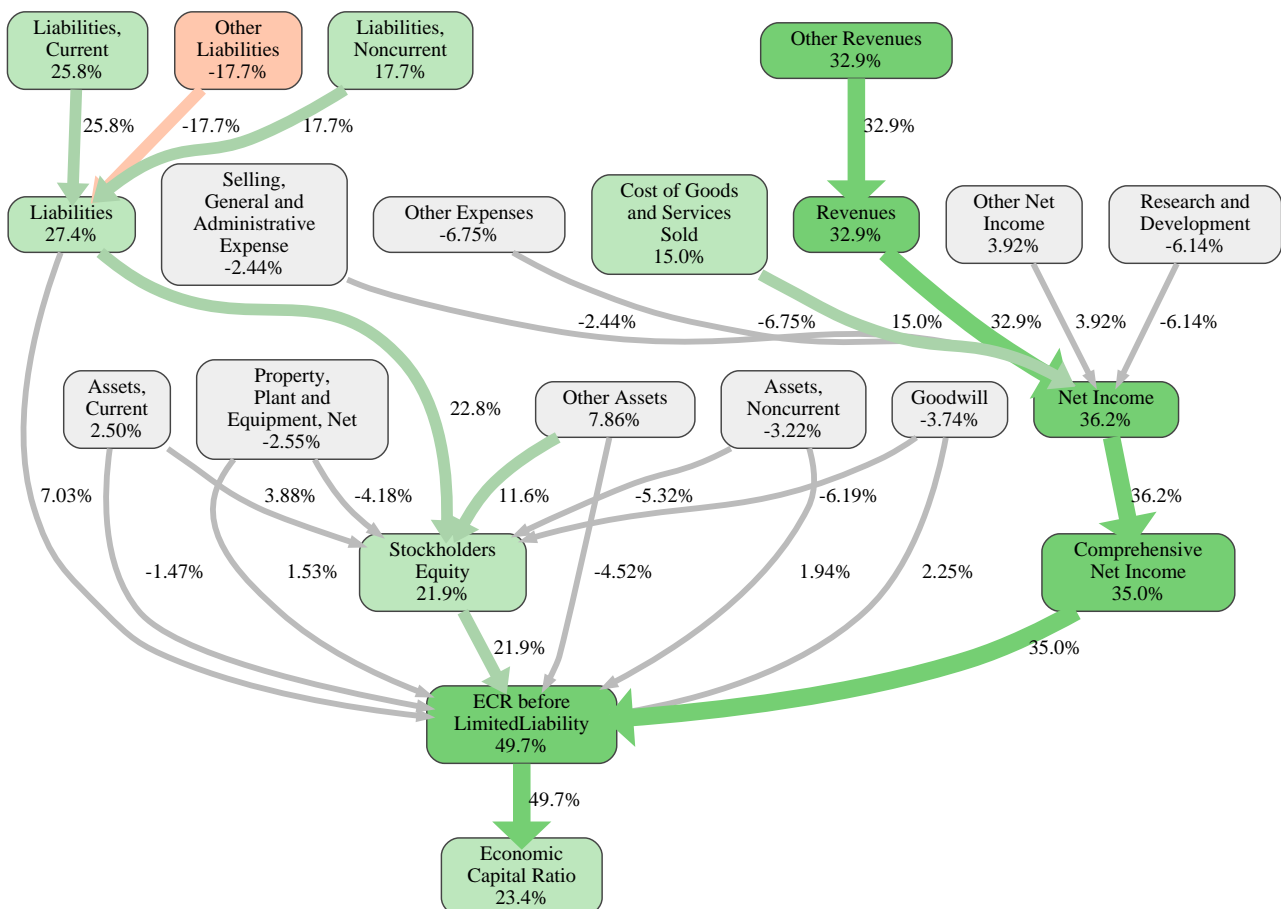 Liabilities,
Current
25.8%
Other
Liabilities
-17.7%
Liabilities,
Noncurrent
17.7%
Other Revenues
32.9%
25.8%
-17.7%
17.7%
32.9%
Liabilities
27.4%
Selling,
General and
Administrative
Expense
-2.44%
Other Expenses
-6.75%
Cost of Goods
and Services
Sold
15.0%
Revenues
32.9%
Other Net
Income
3.92%
Research and
Development
-6.14%
-2.44%
-6.75%
15.0%
32.9%
3.92%
-6.14%
Assets,
Current
2.50%
Property,
Plant and
Equipment, Net
-2.55%
22.8%
Other Assets
7.86%
Assets,
Noncurrent
-3.22%
Goodwill
-3.74%
Net Income
36.2%
7.03%
3.88%
-4.18%
11.6%
-5.32%
-6.19%
36.2%
Stockholders
Equity
21.9%
Comprehensive
Net Income
35.0%
-1.47%
1.53%
-4.52%
1.94%
2.25%
21.9%
35.0%
ECR before
LimitedLiability
49.7%
49.7%
Economic
Capital Ratio
23.4%